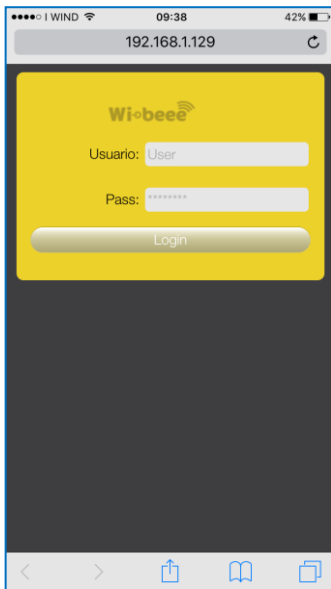 I WIND 09:38 42%
192.168.1.129
Wi-beee
Usuario: User
Pass: ********
Login